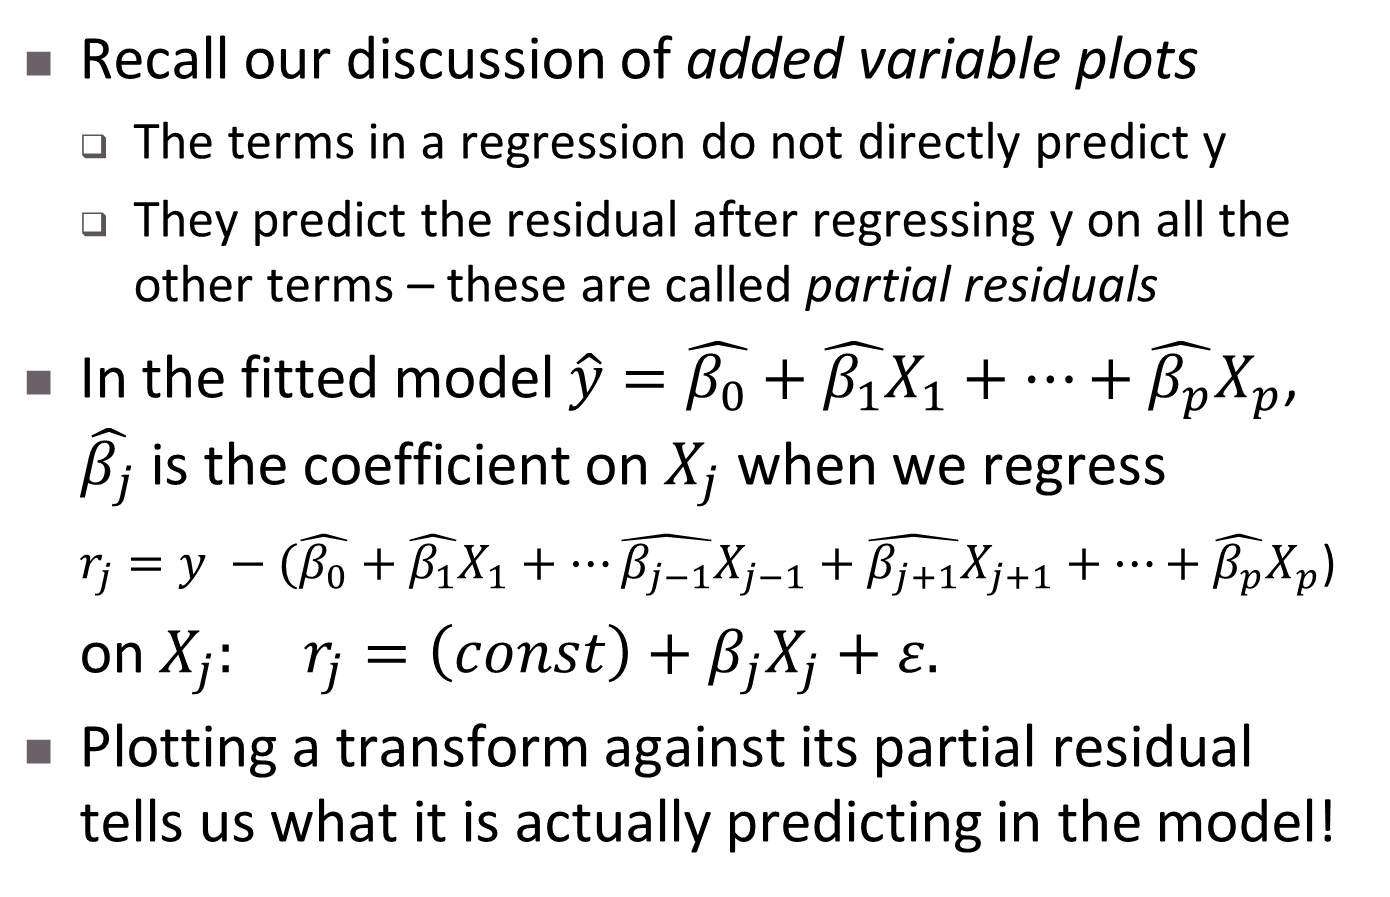 Recall our discussion of added variable plots
The terms in a regression do not directly predict y
They predict the residual after regressing y on all the
other terms – these are called partial residuals
In the fitted model ŷ = β̂₀ + β̂₁X₁ + ⋯ + β̂ₚXₚ,
β̂ⱼ is the coefficient on Xⱼ when we regress
rⱼ = y − (β̂₀ + β̂₁X₁ + ⋯ β̂ⱼ₋₁Xⱼ₋₁ + β̂ⱼ₊₁Xⱼ₊₁ + ⋯ + β̂ₚXₚ)
on Xⱼ: rⱼ = (const) + βⱼXⱼ + ε.
Plotting a transform against its partial residual
tells us what it is actually predicting in the model!